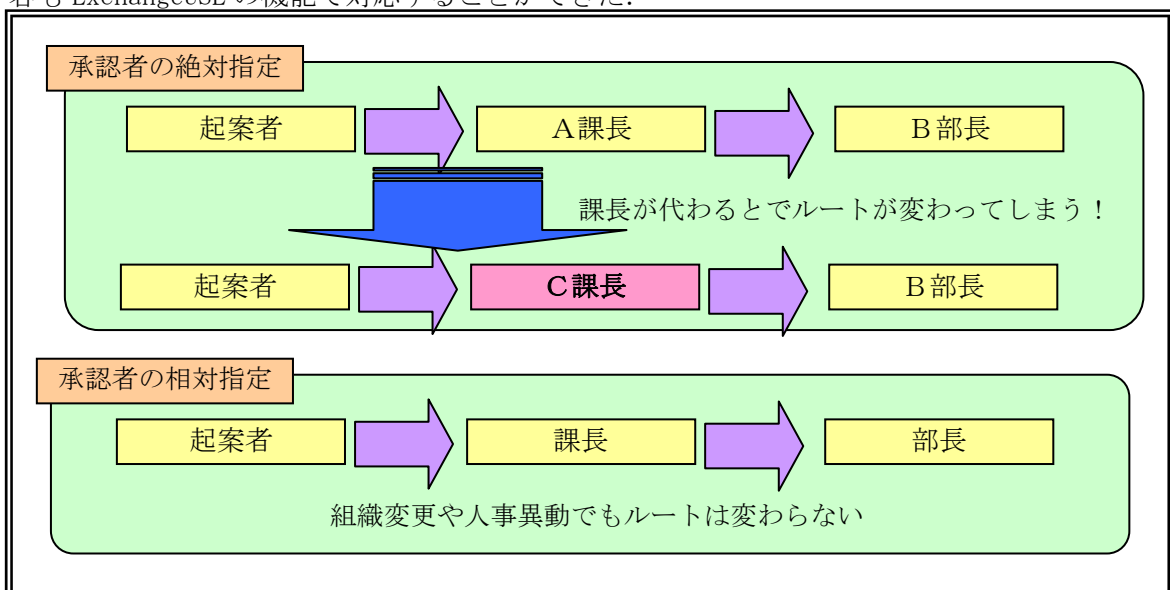 承認者の絶対指定
起案者
A課長
B部長
課長が代わるとでルートが変わってしまう！
起案者
C課長
B部長
承認者の相対指定
起案者
課長
部長
組織変更や人事異動でもルートは変わらない